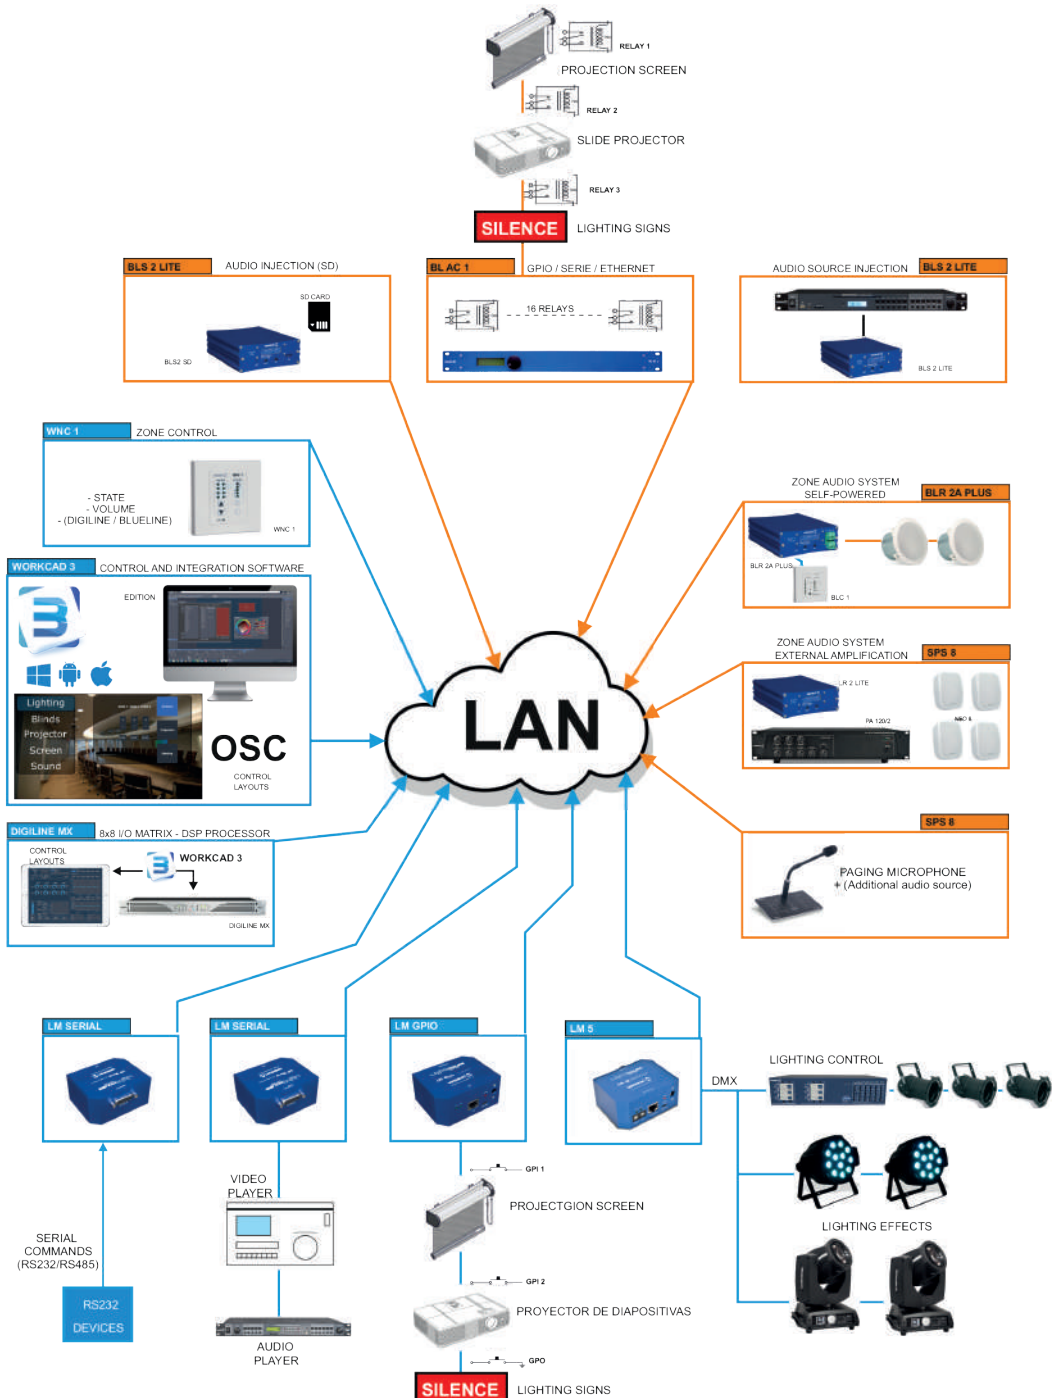 RELAY 1
PROJECTION SCREEN
RELAY 2
SLIDE PROJECTOR
RELAY 3
SILENCE
LIGHTING SIGNS
BLS 2 LITE
AUDIO INJECTION (SD)
SD CARD
BLS2 SD
BL AC 1
GPIO / SERIE / ETHERNET
16 RELAYS
AUDIO SOURCE INJECTION
BLS 2 LITE
BLS 2 LITE
WNC 1
ZONE CONTROL
- STATE
- VOLUME
- (DIGILINE / BLUELINE)
WNC 1
ZONE AUDIO SYSTEM
SELF-POWERED
BLR 2A PLUS
BLR 2A PLUS
BLC 1
WORKCAD 3
CONTROL AND INTEGRATION SOFTWARE
EDITION
Lighting
Blinds
Projector
Screen
Sound
OSC
CONTROL
LAYOUTS
LAN
ZONE AUDIO SYSTEM
EXTERNAL AMPLIFICATION
SPS 8
LR 2 LITE
PA 120/2
NEO 5
DIGILINE MX
8x8 I/O MATRIX - DSP PROCESSOR
CONTROL
LAYOUTS
WORKCAD 3
DIGILINE MX
SPS 8
PAGING MICROPHONE
+ (Additional audio source)
LM SERIAL
LM SERIAL
LM GPIO
LM 5
DMX
LIGHTING CONTROL
LIGHTING EFFECTS
SERIAL
COMMANDS
(RS232/RS485)
RS232
DEVICES
VIDEO
PLAYER
AUDIO
PLAYER
GPI 1
PROJECTGION SCREEN
GPI 2
PROYECTOR DE DIAPOSITIVAS
GPO
SILENCE
LIGHTING SIGNS